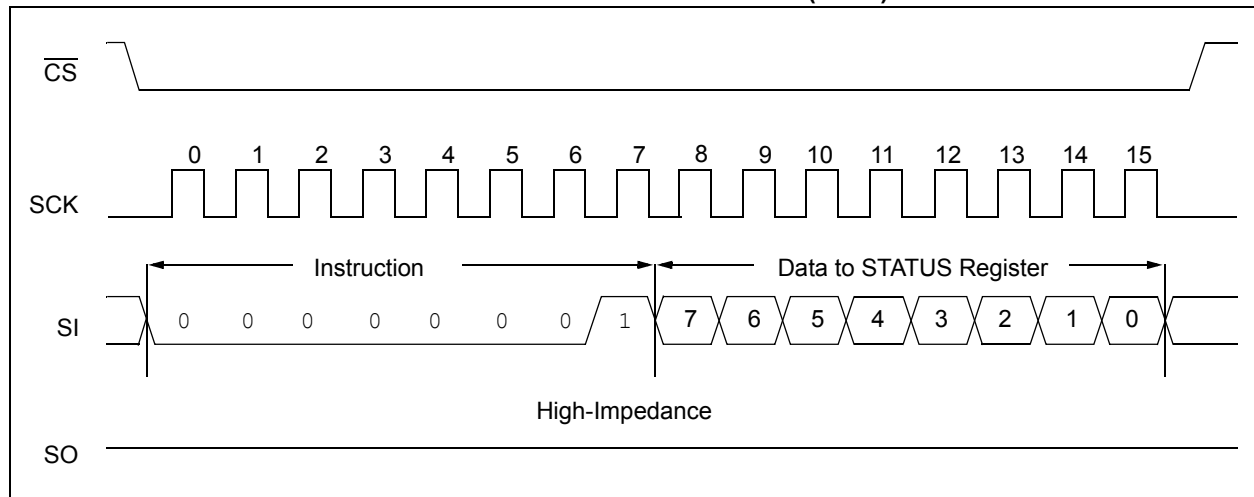 CS
0 1 2 3 4 5 6 7 8 9 10 11 12 13 14 15
SCK
Instruction Data to STATUS Register
SI 0 0 0 0 0 0 0 1 7 6 5 4 3 2 1 0
High-Impedance
SO